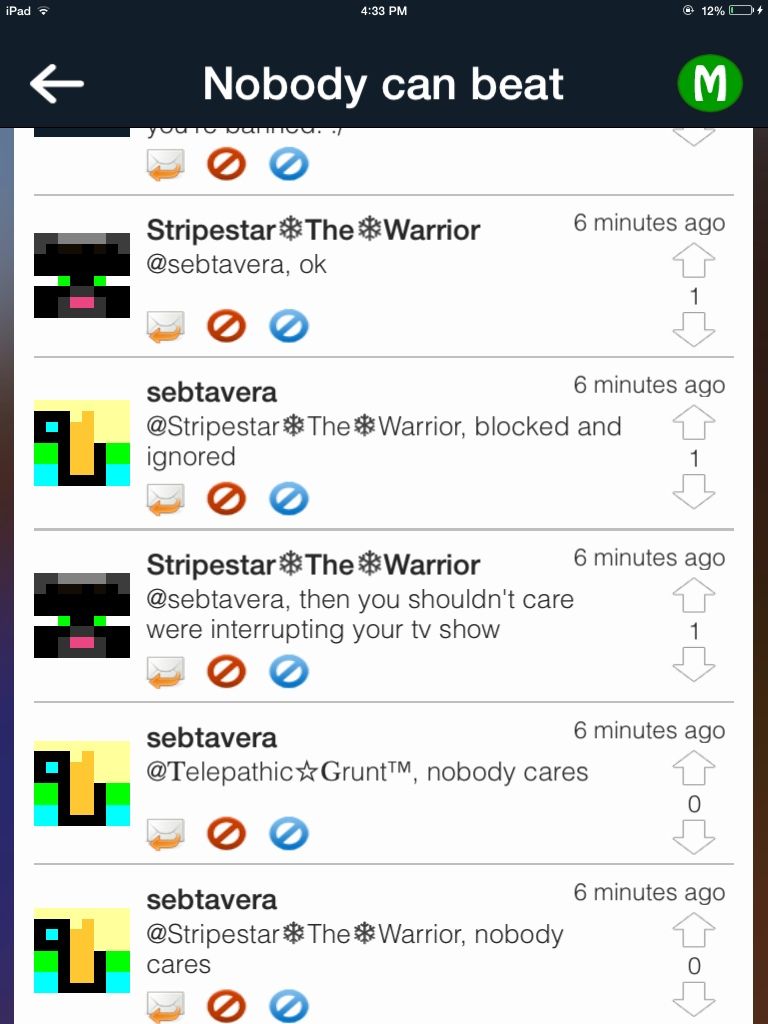 iPad 4:33 PM 12%
Nobody can beat M
you're banned. :/
Stripestar❄The❄Warrior 6 minutes ago
@sebtavera, ok
1
sebtavera 6 minutes ago
@Stripestar❄The❄Warrior, blocked and
ignored
1
Stripestar❄The❄Warrior 6 minutes ago
@sebtavera, then you shouldn't care
were interrupting your tv show
1
sebtavera 6 minutes ago
@Telepathic☆Grunt™, nobody cares
0
sebtavera 6 minutes ago
@Stripestar❄The❄Warrior, nobody
cares
0